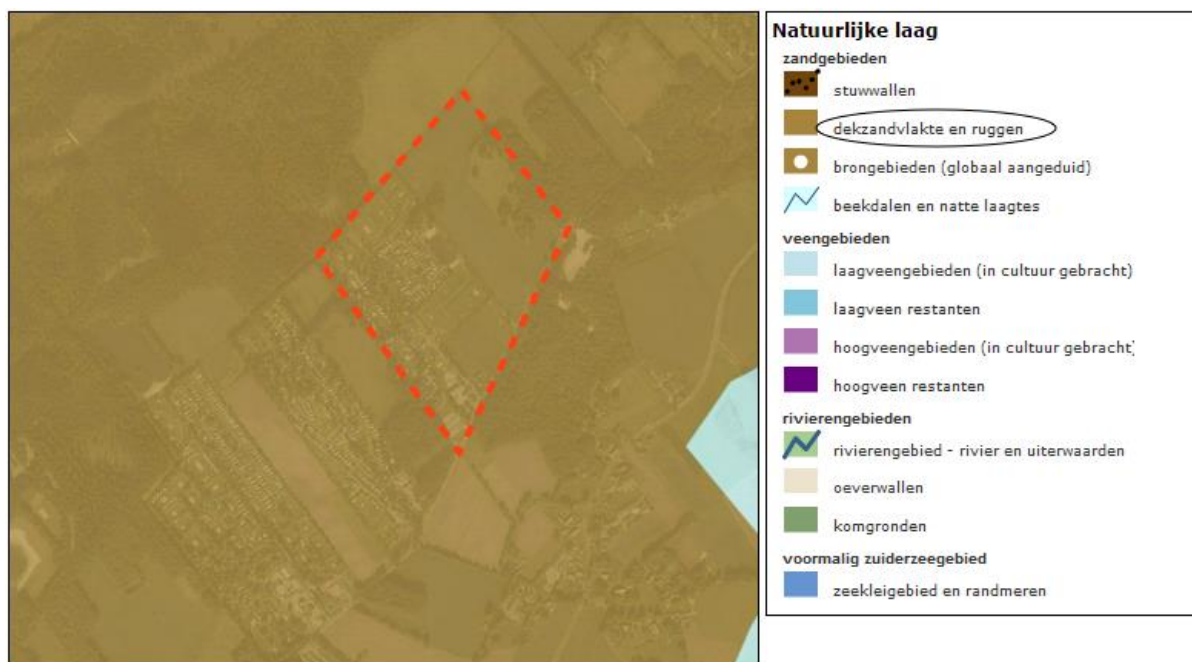 Natuurlijke laag
zandgebieden
stuwwallen
dekzandvlakte en ruggen
brongebieden (globaal aangeduid)
beekdalen en natte laagtes
veengebieden
laagveengebieden (in cultuur gebracht)
laagveen restanten
hoogveengebieden (in cultuur gebracht)
hoogveen restanten
rivierengebieden
rivierengebied - rivier en uiterwaarden
oeverwallen
komgronden
voormalig zuiderzeegebied
zeekleigebied en randmeren